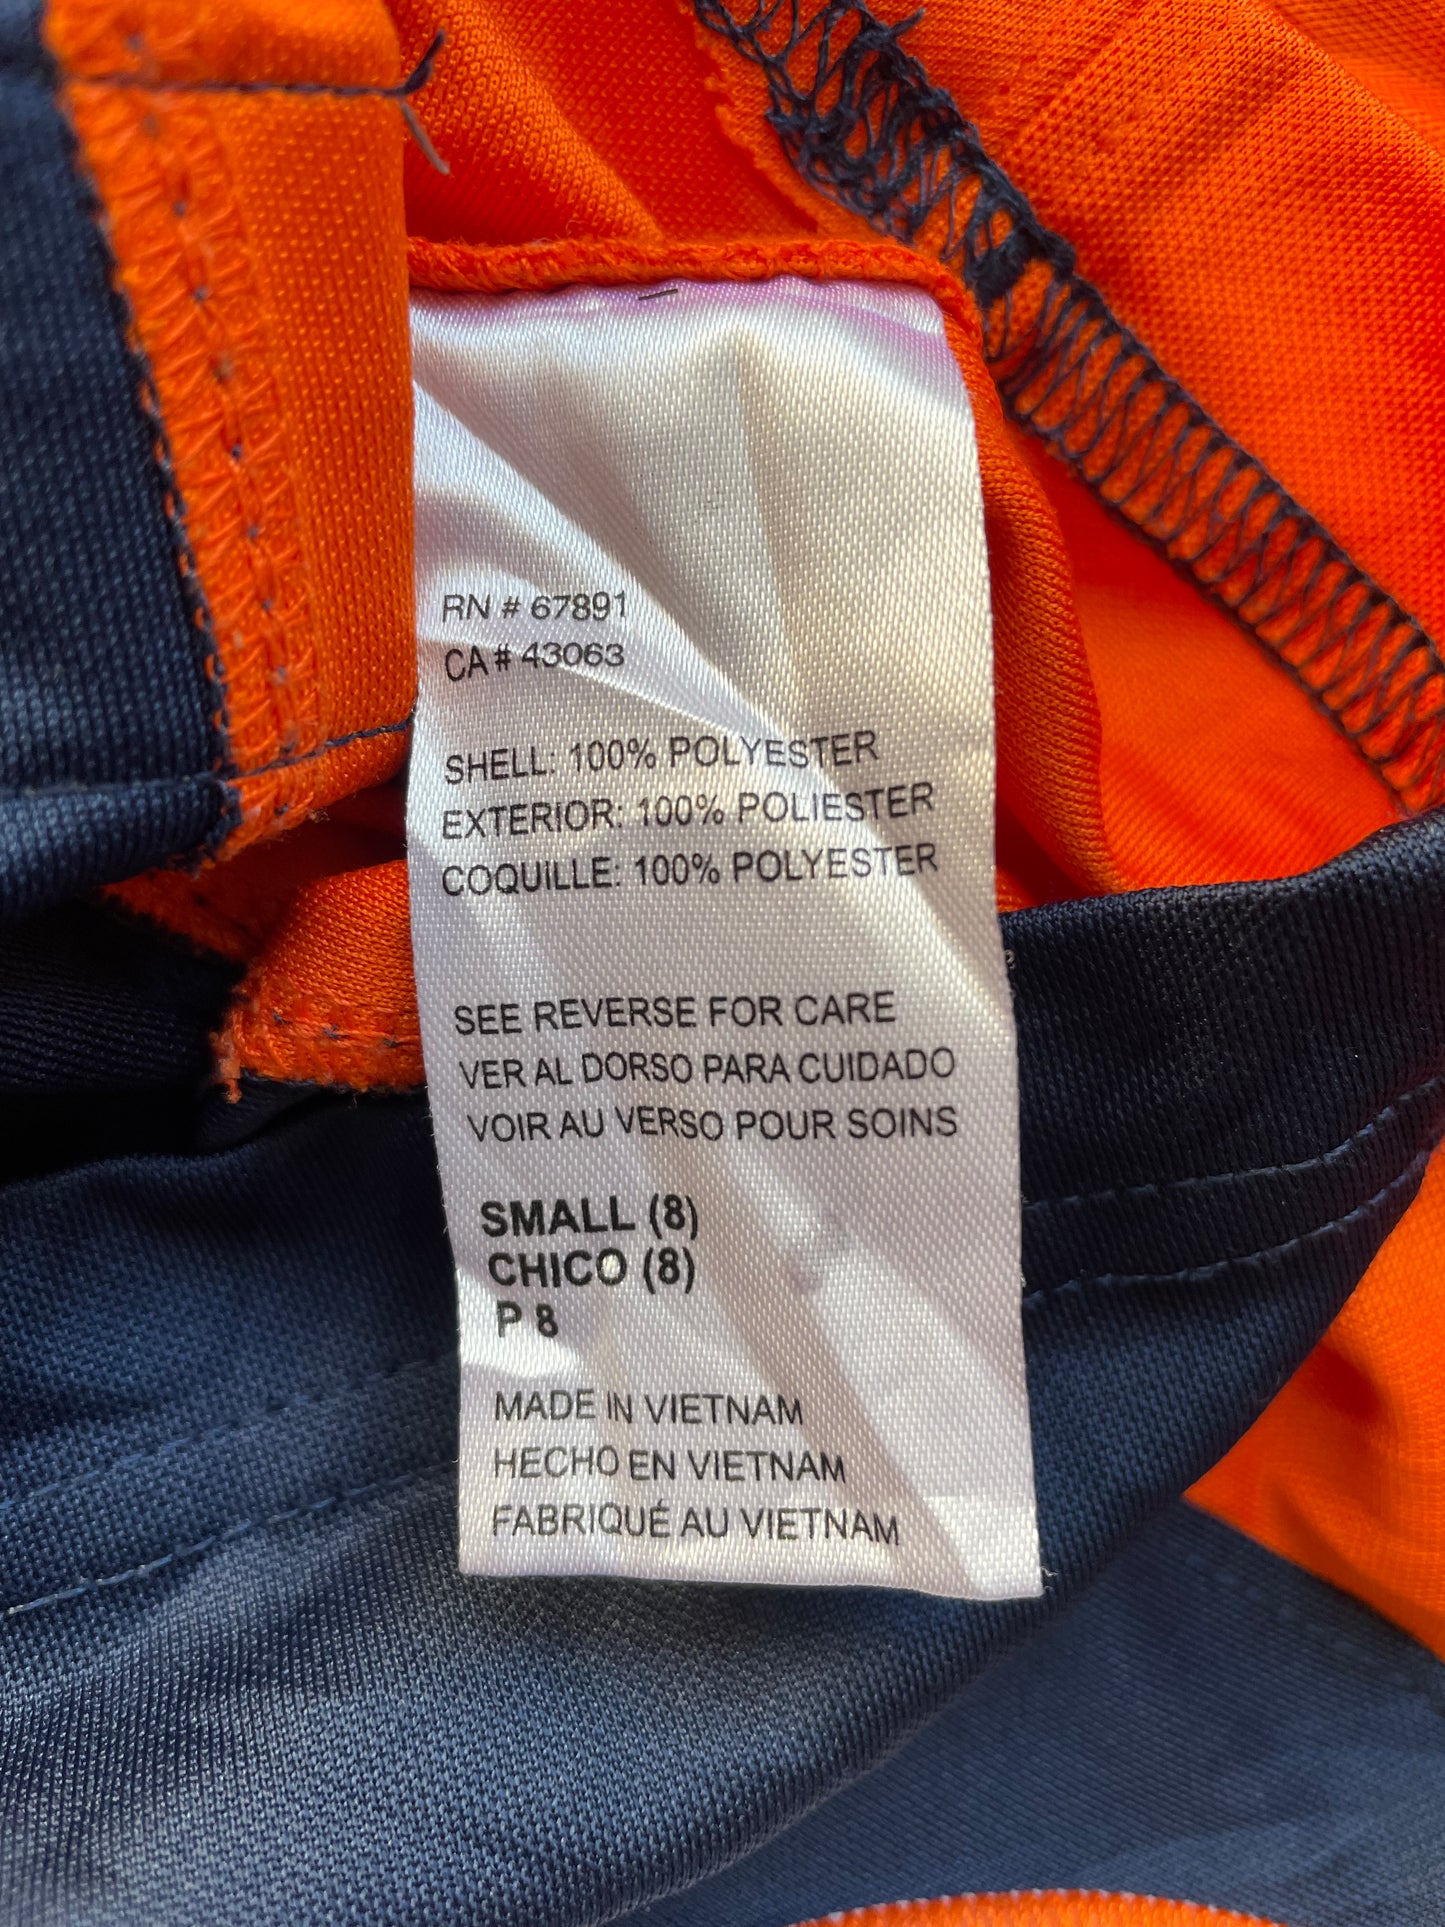 RN # 67891
CA# 43063
SHELL: 100% POLYESTER
EXTERIOR: 100% POLIESTER
COQUILLE: 100% POLYESTER
SEE REVERSE FOR CARE
VER AL DORSO PARA CUIDADO
VOIR AU VERSO POUR SOINS
SMALL (8)
CHICO (8)
P 8
MADE IN VIETNAM
HECHO EN VIETNAM
FABRIQUÉ AU VIETNAM